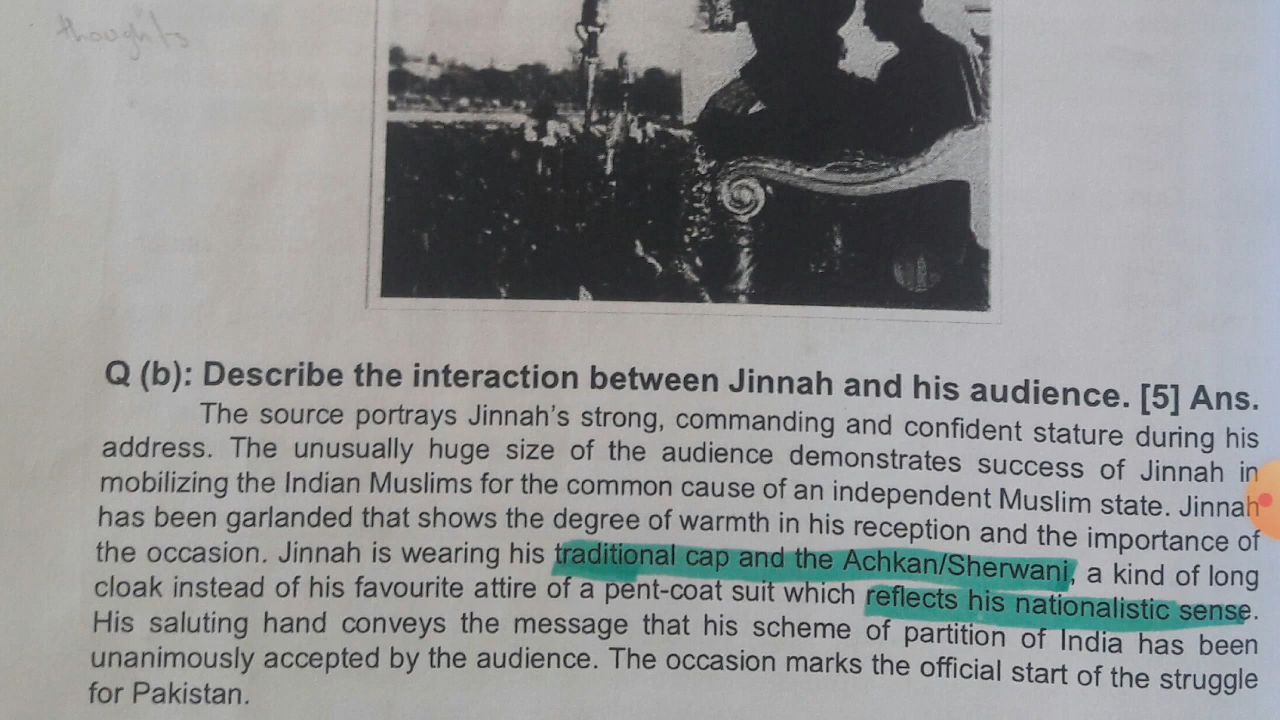 thoughts
Q (b): Describe the interaction between Jinnah and his audience. [5] Ans.
The source portrays Jinnah's strong, commanding and confident stature during his
address. The unusually huge size of the audience demonstrates success of Jinnah in
mobilizing the Indian Muslims for the common cause of an independent Muslim state. Jinnah
has been garlanded that shows the degree of warmth in his reception and the importance of
the occasion. Jinnah is wearing his traditional cap and the Achkan/Sherwani, a kind of long
cloak instead of his favourite attire of a pent-coat suit which reflects his nationalistic sense.
His saluting hand conveys the message that his scheme of partition of India has been
unanimously accepted by the audience. The occasion marks the official start of the struggle
for Pakistan.